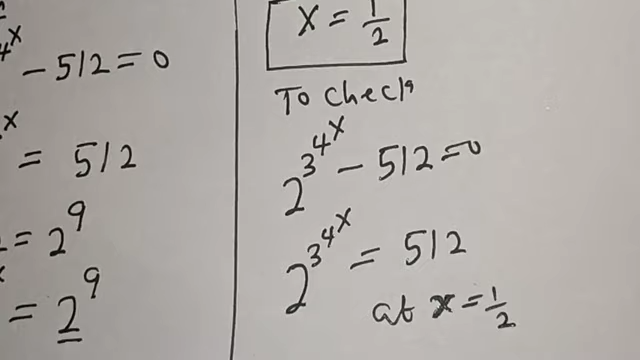 4^x - 512 = 0
x
= 512
= 2^9
= 2^9
x = 1/2
To check
2^3^4^x - 512 = 0
2^3^4^x = 512
at x = 1/2